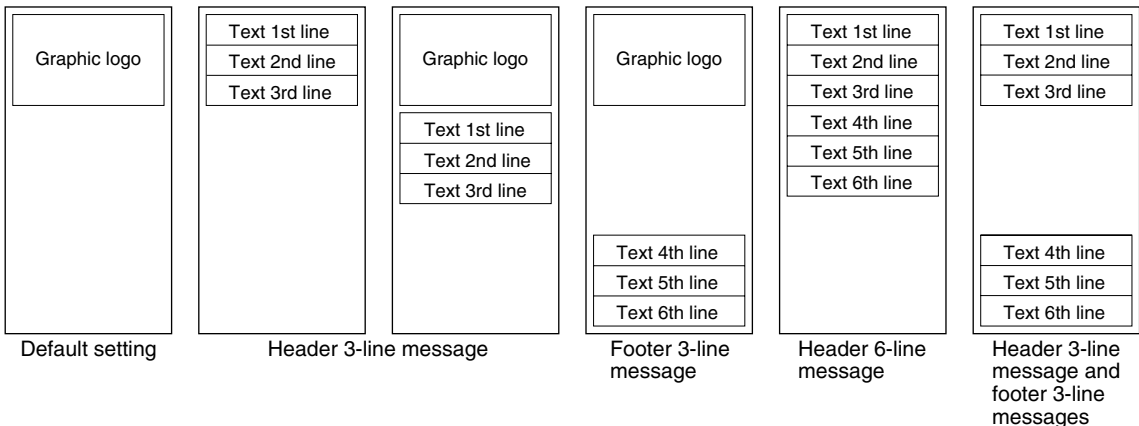 Graphic logo
Default setting
Text 1st line
Text 2nd line
Text 3rd line
Graphic logo
Text 1st line
Text 2nd line
Text 3rd line
Header 3-line message
Graphic logo
Text 4th line
Text 5th line
Text 6th line
Footer 3-line
message
Text 1st line
Text 2nd line
Text 3rd line
Text 4th line
Text 5th line
Text 6th line
Header 6-line
message
Text 1st line
Text 2nd line
Text 3rd line
Text 4th line
Text 5th line
Text 6th line
Header 3-line
message and
footer 3-line
messages